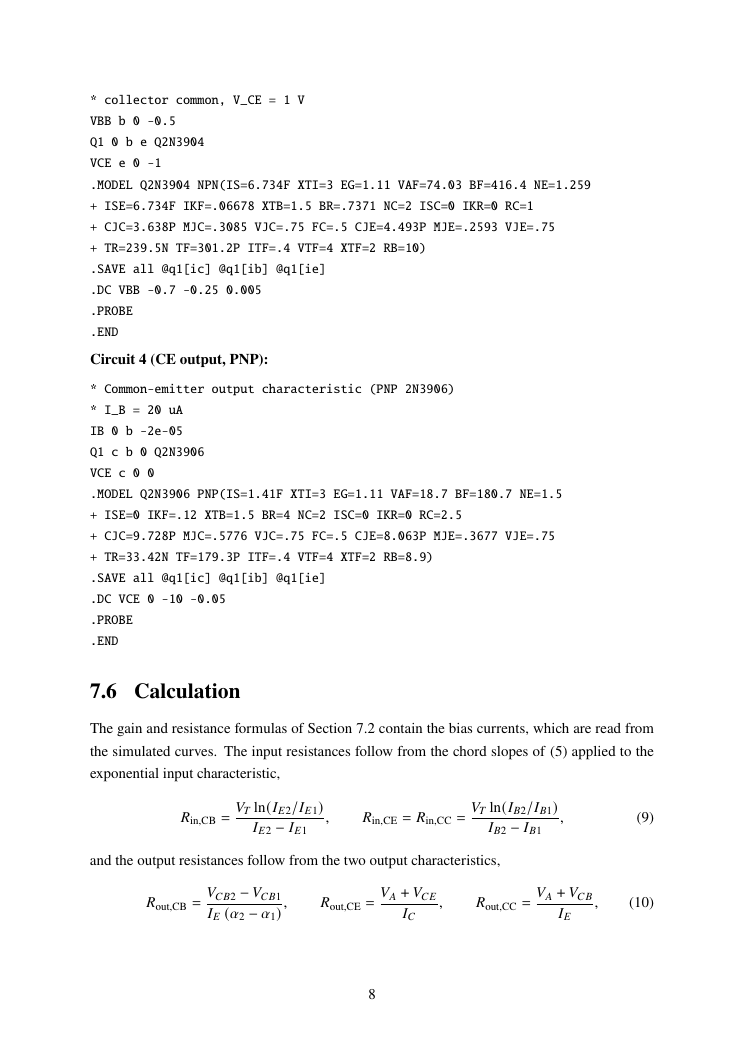 * collector common, V_CE = 1 V
VBB b 0 -0.5
Q1 0 b e Q2N3904
VCE e 0 -1
.MODEL Q2N3904 NPN(IS=6.734F XTI=3 EG=1.11 VAF=74.03 BF=416.4 NE=1.259
+ ISE=6.734F IKF=.06678 XTB=1.5 BR=.7371 NC=2 ISC=0 IKR=0 RC=1
+ CJC=3.638P MJC=.3085 VJC=.75 FC=.5 CJE=4.493P MJE=.2593 VJE=.75
+ TR=239.5N TF=301.2P ITF=.4 VTF=4 XTF=2 RB=10)
.SAVE all @q1[ic] @q1[ib] @q1[ie]
.DC VBB -0.7 -0.25 0.005
.PROBE
.END
Circuit 4 (CE output, PNP):
* Common-emitter output characteristic (PNP 2N3906)
* I_B = 20 uA
IB 0 b -2e-05
Q1 c b 0 Q2N3906
VCE c 0 0
.MODEL Q2N3906 PNP(IS=1.41F XTI=3 EG=1.11 VAF=18.7 BF=180.7 NE=1.5
+ ISE=0 IKF=.12 XTB=1.5 BR=4 NC=2 ISC=0 IKR=0 RC=2.5
+ CJC=9.728P MJC=.5776 VJC=.75 FC=.5 CJE=8.063P MJE=.3677 VJE=.75
+ TR=33.42N TF=179.3P ITF=.4 VTF=4 XTF=2 RB=8.9)
.SAVE all @q1[ic] @q1[ib] @q1[ie]
.DC VCE 0 -10 -0.05
.PROBE
.END
7.6 Calculation
The gain and resistance formulas of Section 7.2 contain the bias currents, which are read from
the simulated curves. The input resistances follow from the chord slopes of (5) applied to the
exponential input characteristic,
R_in,CB = V_T ln(I_E2/I_E1) / (I_E2 − I_E1), R_in,CE = R_in,CC = V_T ln(I_B2/I_B1) / (I_B2 − I_B1), (9)
and the output resistances follow from the two output characteristics,
R_out,CB = (V_CB2 − V_CB1) / (I_E (α_2 − α_1)), R_out,CE = (V_A + V_CE) / I_C, R_out,CC = (V_A + V_CB) / I_E, (10)
8